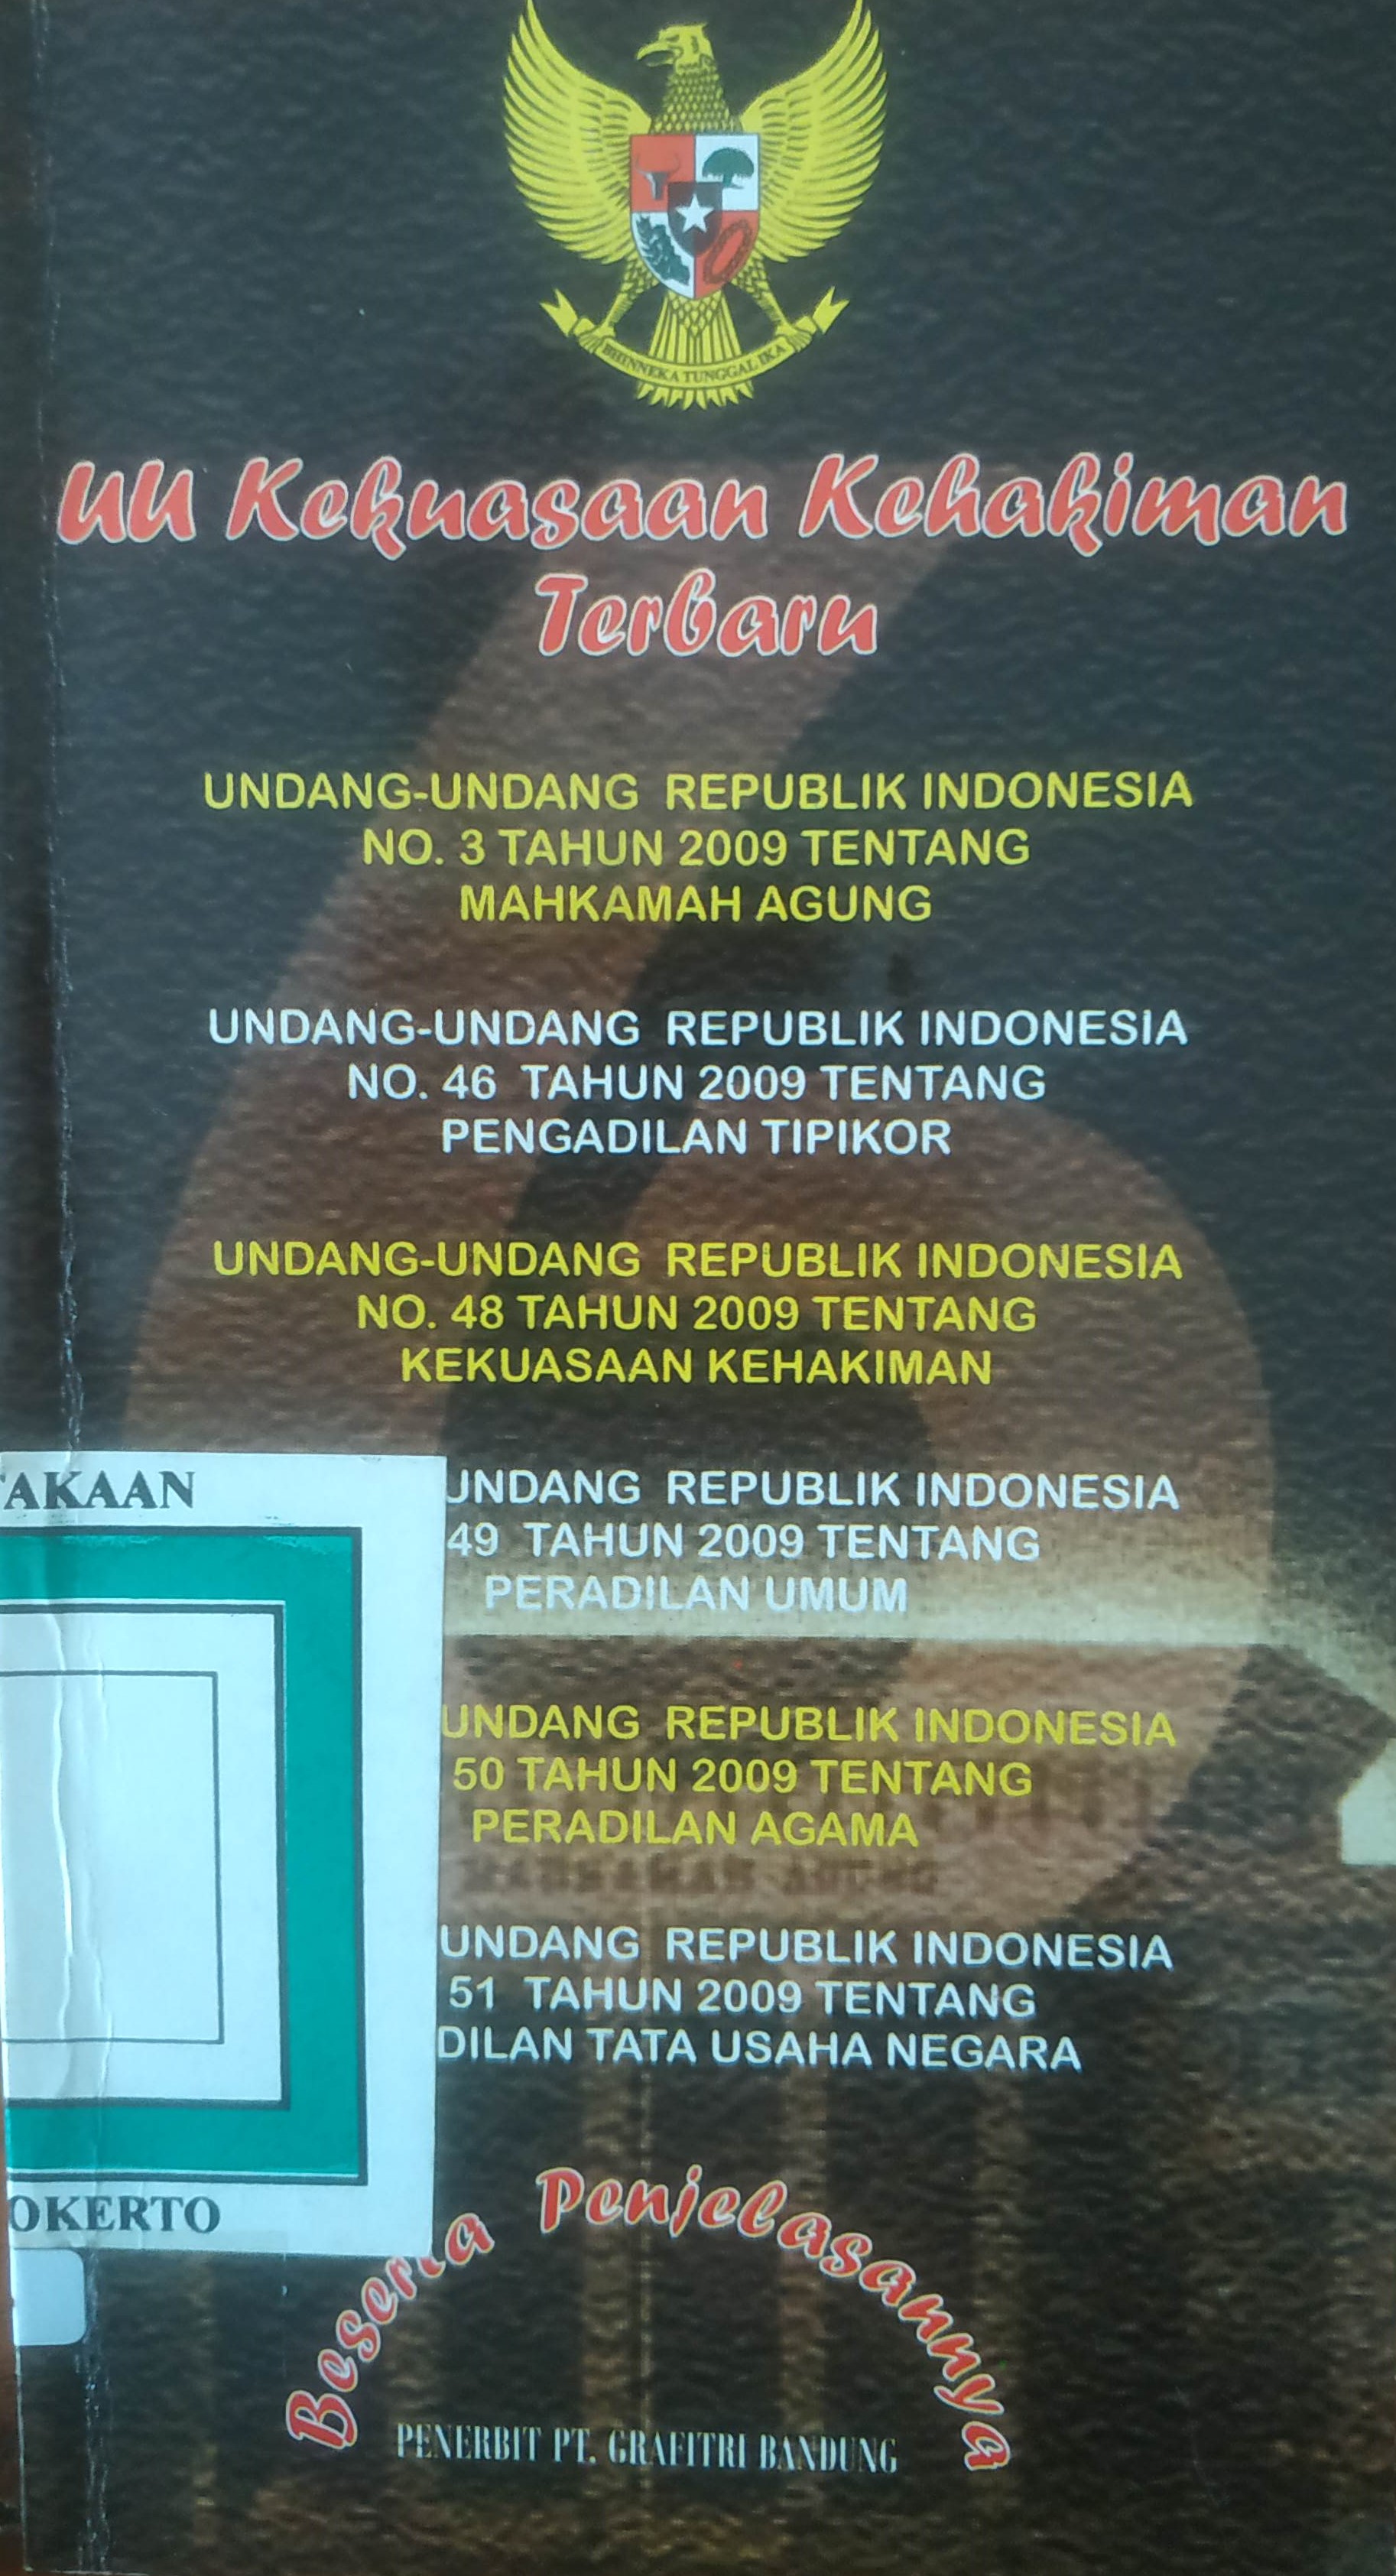 BHINNEKA TUNGGAL IKA
UU Kekuasaan Kehakiman
Terbaru
UNDANG-UNDANG REPUBLIK INDONESIA
NO. 3 TAHUN 2009 TENTANG
MAHKAMAH AGUNG
UNDANG-UNDANG REPUBLIK INDONESIA
NO. 46 TAHUN 2009 TENTANG
PENGADILAN TIPIKOR
UNDANG-UNDANG REPUBLIK INDONESIA
NO. 48 TAHUN 2009 TENTANG
KEKUASAAN KEHAKIMAN
UNDANG REPUBLIK INDONESIA
49 TAHUN 2009 TENTANG
PERADILAN UMUM
UNDANG REPUBLIK INDONESIA
50 TAHUN 2009 TENTANG
PERADILAN AGAMA
MAHKAMAH AGUNG
UNDANG REPUBLIK INDONESIA
51 TAHUN 2009 TENTANG
DILAN TATA USAHA NEGARA
TAKAAN
OKERTO
Beserta Penjelasannya
PENERBIT PT. GRAFITRI BANDUNG